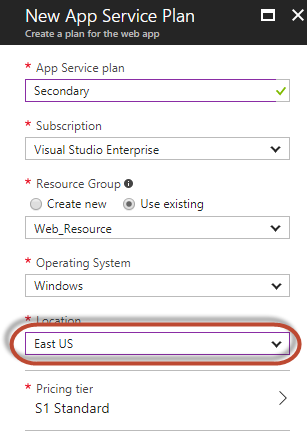 New App Service Plan
Create a plan for the web app
* App Service plan
Secondary
* Subscription
Visual Studio Enterprise
* Resource Group
Create new Use existing
Web_Resource
* Operating System
Windows
* Location
East US
* Pricing tier
S1 Standard